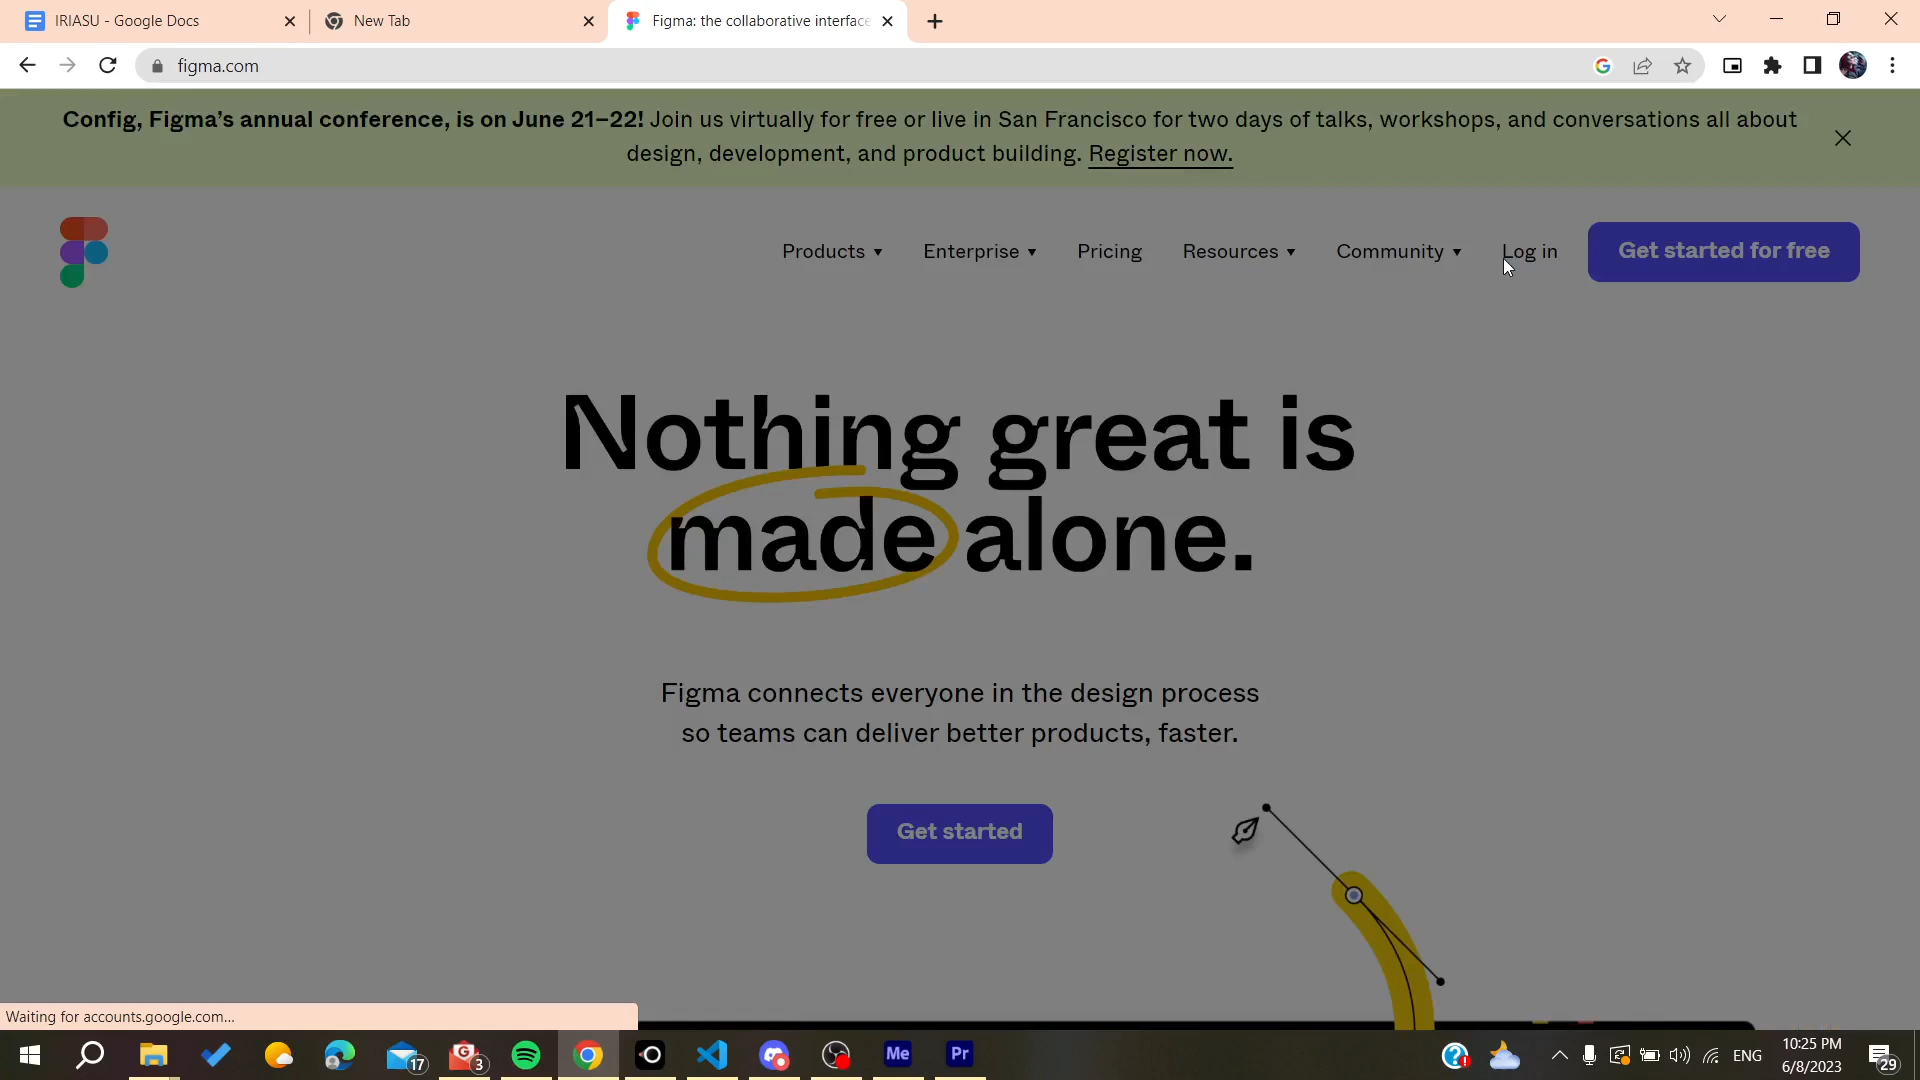 IRIASU - Google Docs
New Tab
Figma: the collaborative interface
figma.com
Config, Figma's annual conference, is on June 21–22! Join us virtually for free or live in San Francisco for two days of talks, workshops, and conversations all about
design, development, and product building. Register now.
Products
Enterprise
Pricing
Resources
Community
Log in
Get started for free
Nothing great is
made alone.
Figma connects everyone in the design process
so teams can deliver better products, faster.
Get started
Waiting for accounts.google.com...
17
3
Me
Pr
ENG
10:25 PM
6/8/2023
29